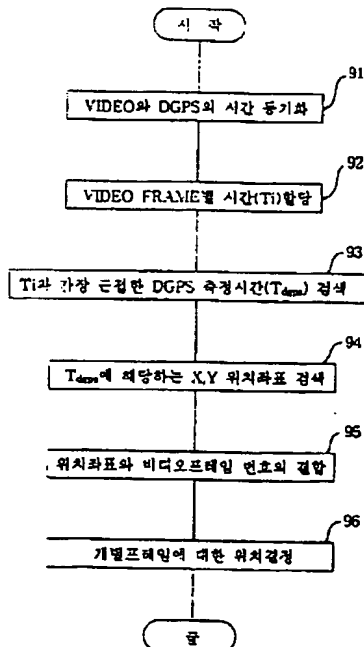 시 작
91
VIDEO와 DGPS의 시간 동기화
92
VIDEO FRAME별 시간(Ti)할당
93
Ti과 가장 근접한 DGPS 측정시간(Tdgps) 검색
94
Tdgps에 해당하는 X,Y 위치좌표 검색
95
위치좌표와 비디오프레임 번호의 결합
96
개별프레임에 대한 위치결정
끝